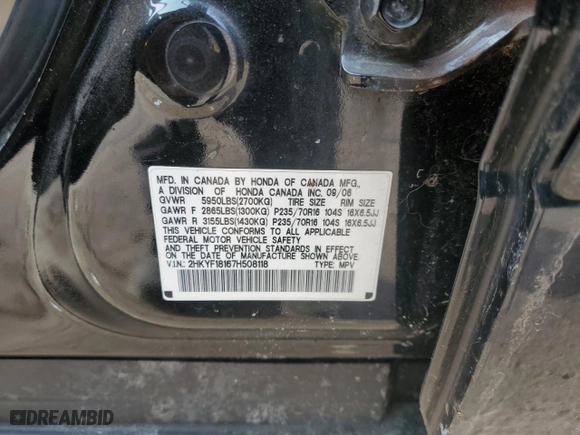 MFD. IN CANADA BY HONDA OF CANADA MFG.,
A DIVISION OF HONDA CANADA INC. 09/06
GVWR 5950LBS(2700KG) TIRE SIZE RIM SIZE
GAWR F 2865LBS(1300KG) P235/70R16 104S 16X6.5JJ
GAWR R 3155LBS(1430KG) P235/70R16 104S 16X6.5JJ
THIS VEHICLE CONFORMS TO ALL APPLICABLE
FEDERAL MOTOR VEHICLE SAFETY
AND THEFT PREVENTION STANDARDS IN EFFECT
ON THE DATE OF MANUFACTURE SHOWN ABOVE.
V.I.N.: 2HKYF18167H508118 TYPE: MPV
DREAMBID